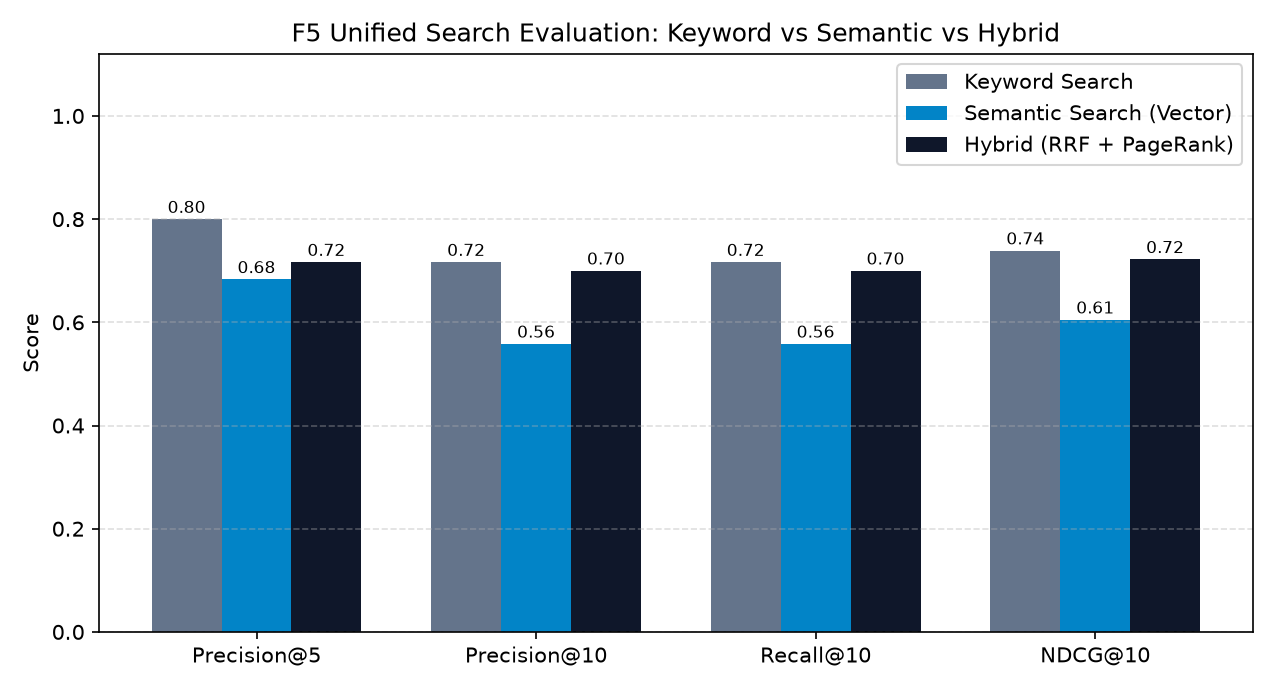 F5 Unified Search Evaluation: Keyword vs Semantic vs Hybrid
Keyword Search
Semantic Search (Vector)
Hybrid (RRF + PageRank)
Score
1.0
0.8
0.6
0.4
0.2
0.0
0.80
0.68
0.72
0.72
0.56
0.70
0.72
0.56
0.70
0.74
0.61
0.72
Precision@5
Precision@10
Recall@10
NDCG@10